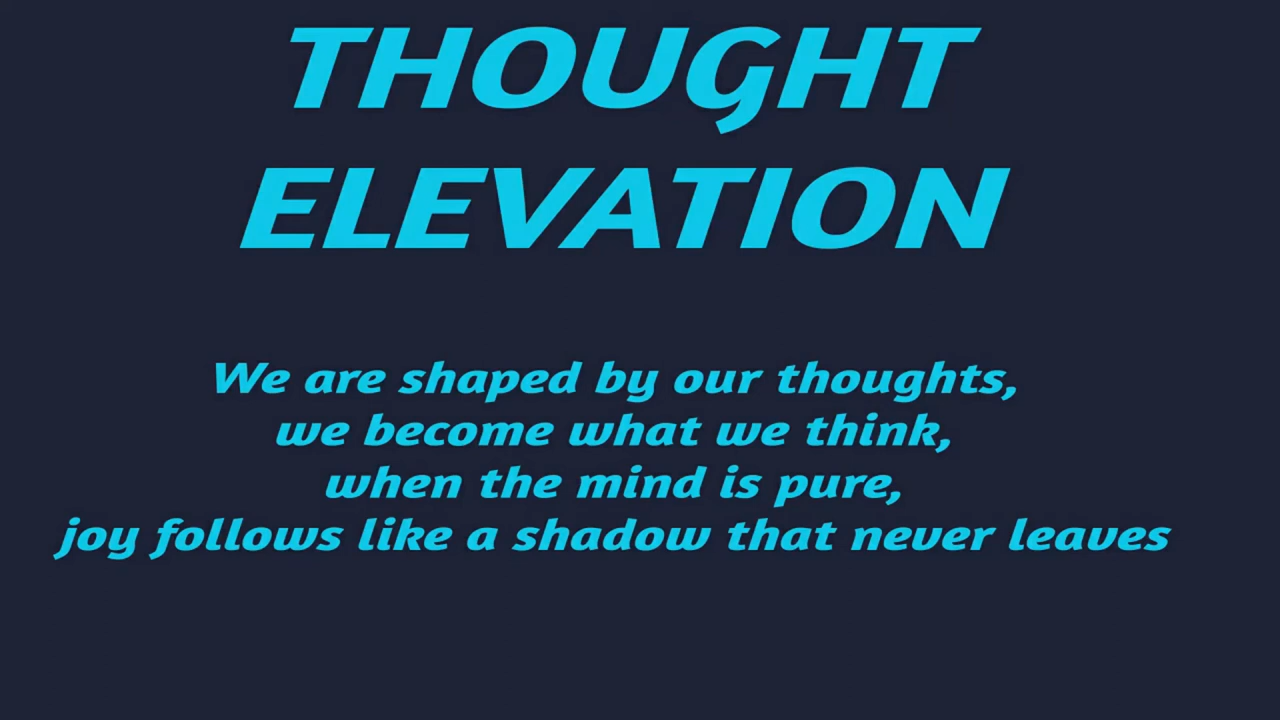 THOUGHT
ELEVATION
We are shaped by our thoughts,
we become what we think,
when the mind is pure,
joy follows like a shadow that never leaves